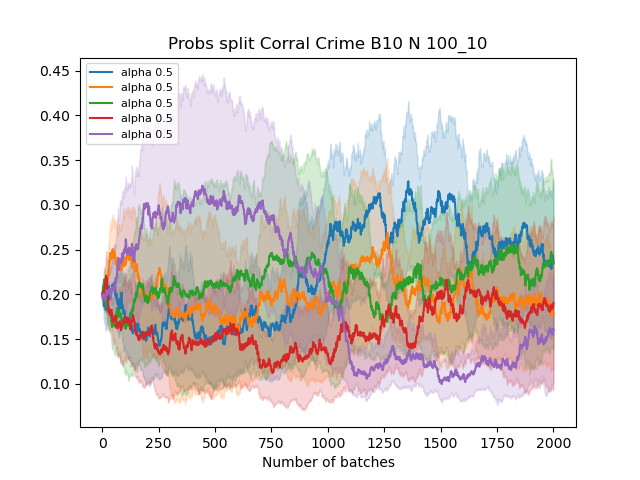 Probs split Corral Crime B10 N 100_10
alpha 0.5
alpha 0.5
alpha 0.5
alpha 0.5
alpha 0.5
0.45
0.40
0.35
0.30
0.25
0.20
0.15
0.10
0 250 500 750 1000 1250 1500 1750 2000
Number of batches